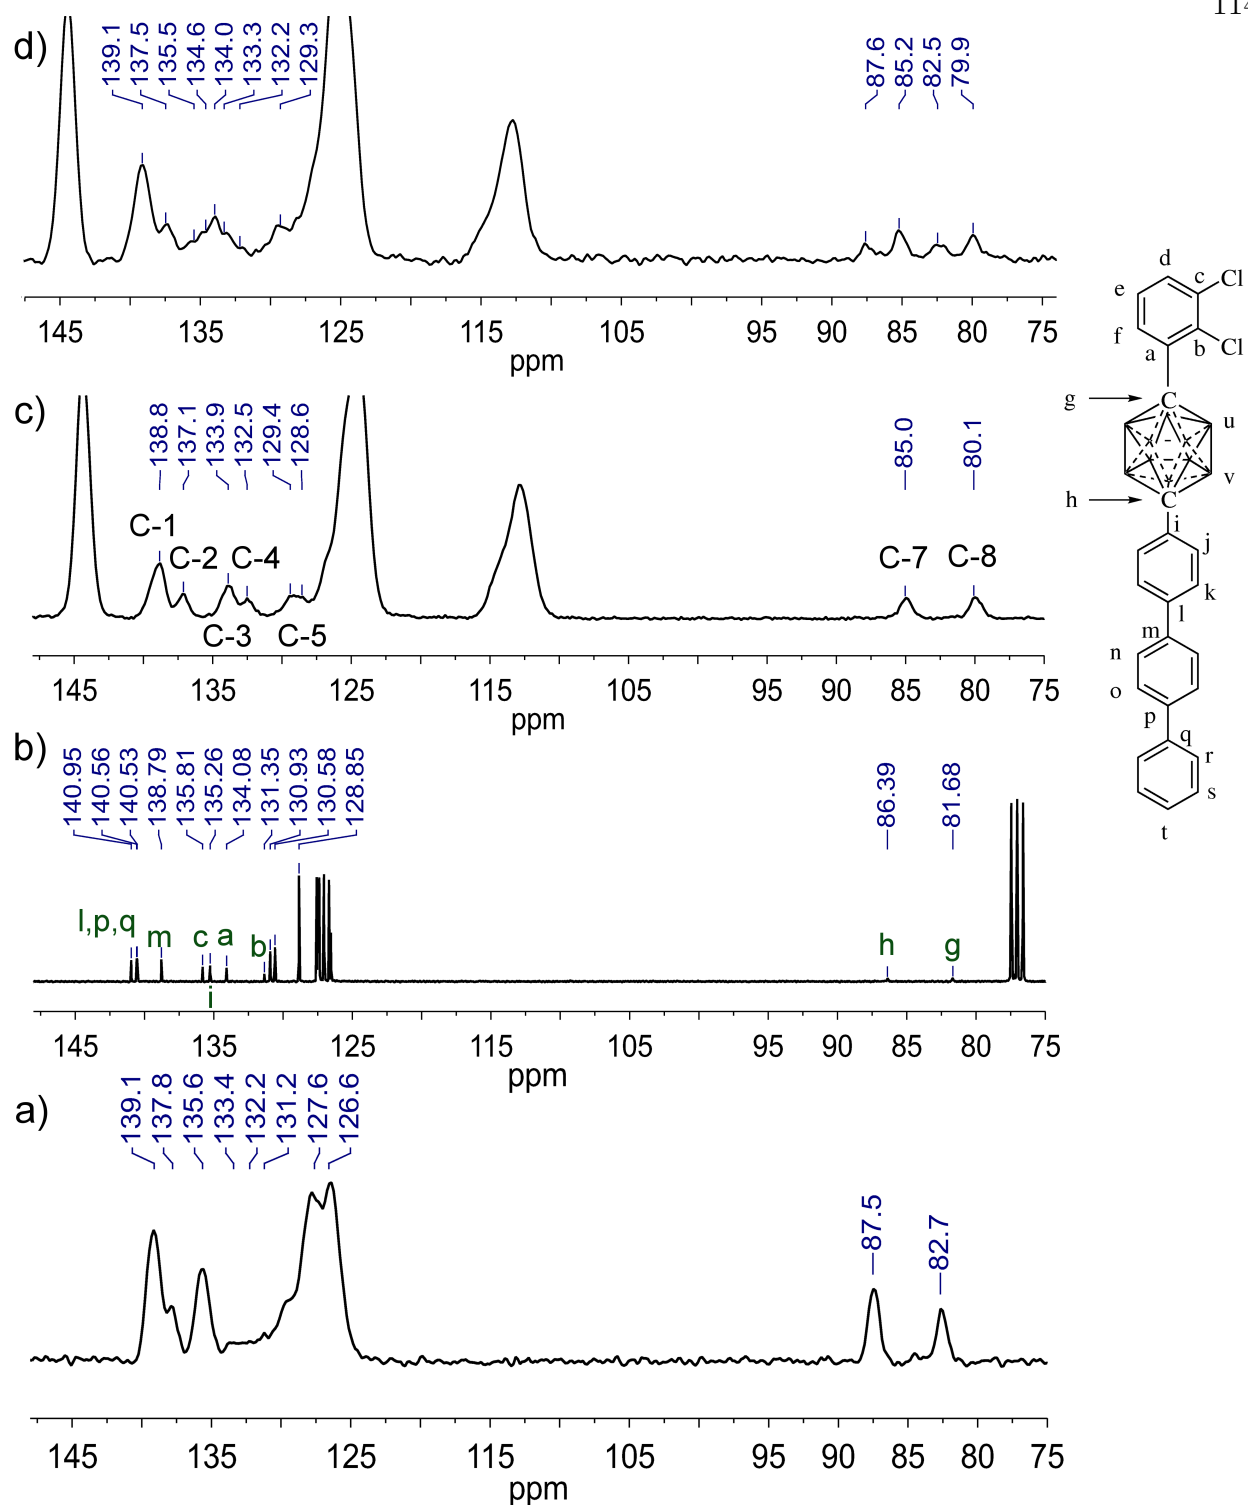 114
d)
139.1 137.5 135.5 134.6 134.0 133.3 132.2 129.3
87.6 85.2 82.5 79.9
145 135 125 115 105 95 90 85 80 75
ppm
c)
138.8 137.1 133.9 132.5 129.4 128.6
85.0 80.1
C-1
C-2 C-4
C-7 C-8
C-3 C-5
145 135 125 115 105 95 90 85 80 75
ppm
b)
140.95 140.56 140.53 138.79 135.81 135.26 134.08 131.35 130.93 130.58 128.85
86.39 81.68
l,p,q m c a b
h g
i
145 135 125 115 105 95 90 85 80 75
ppm
a)
139.1 137.8 135.6 133.4 132.2 131.2 127.6 126.6
87.5 82.7
145 135 125 115 105 95 90 85 80 75
ppm
d
c Cl
e
f
a b Cl
g C
u
v
h C
i
j
k
l
m
n
o
p
q
r
s
t